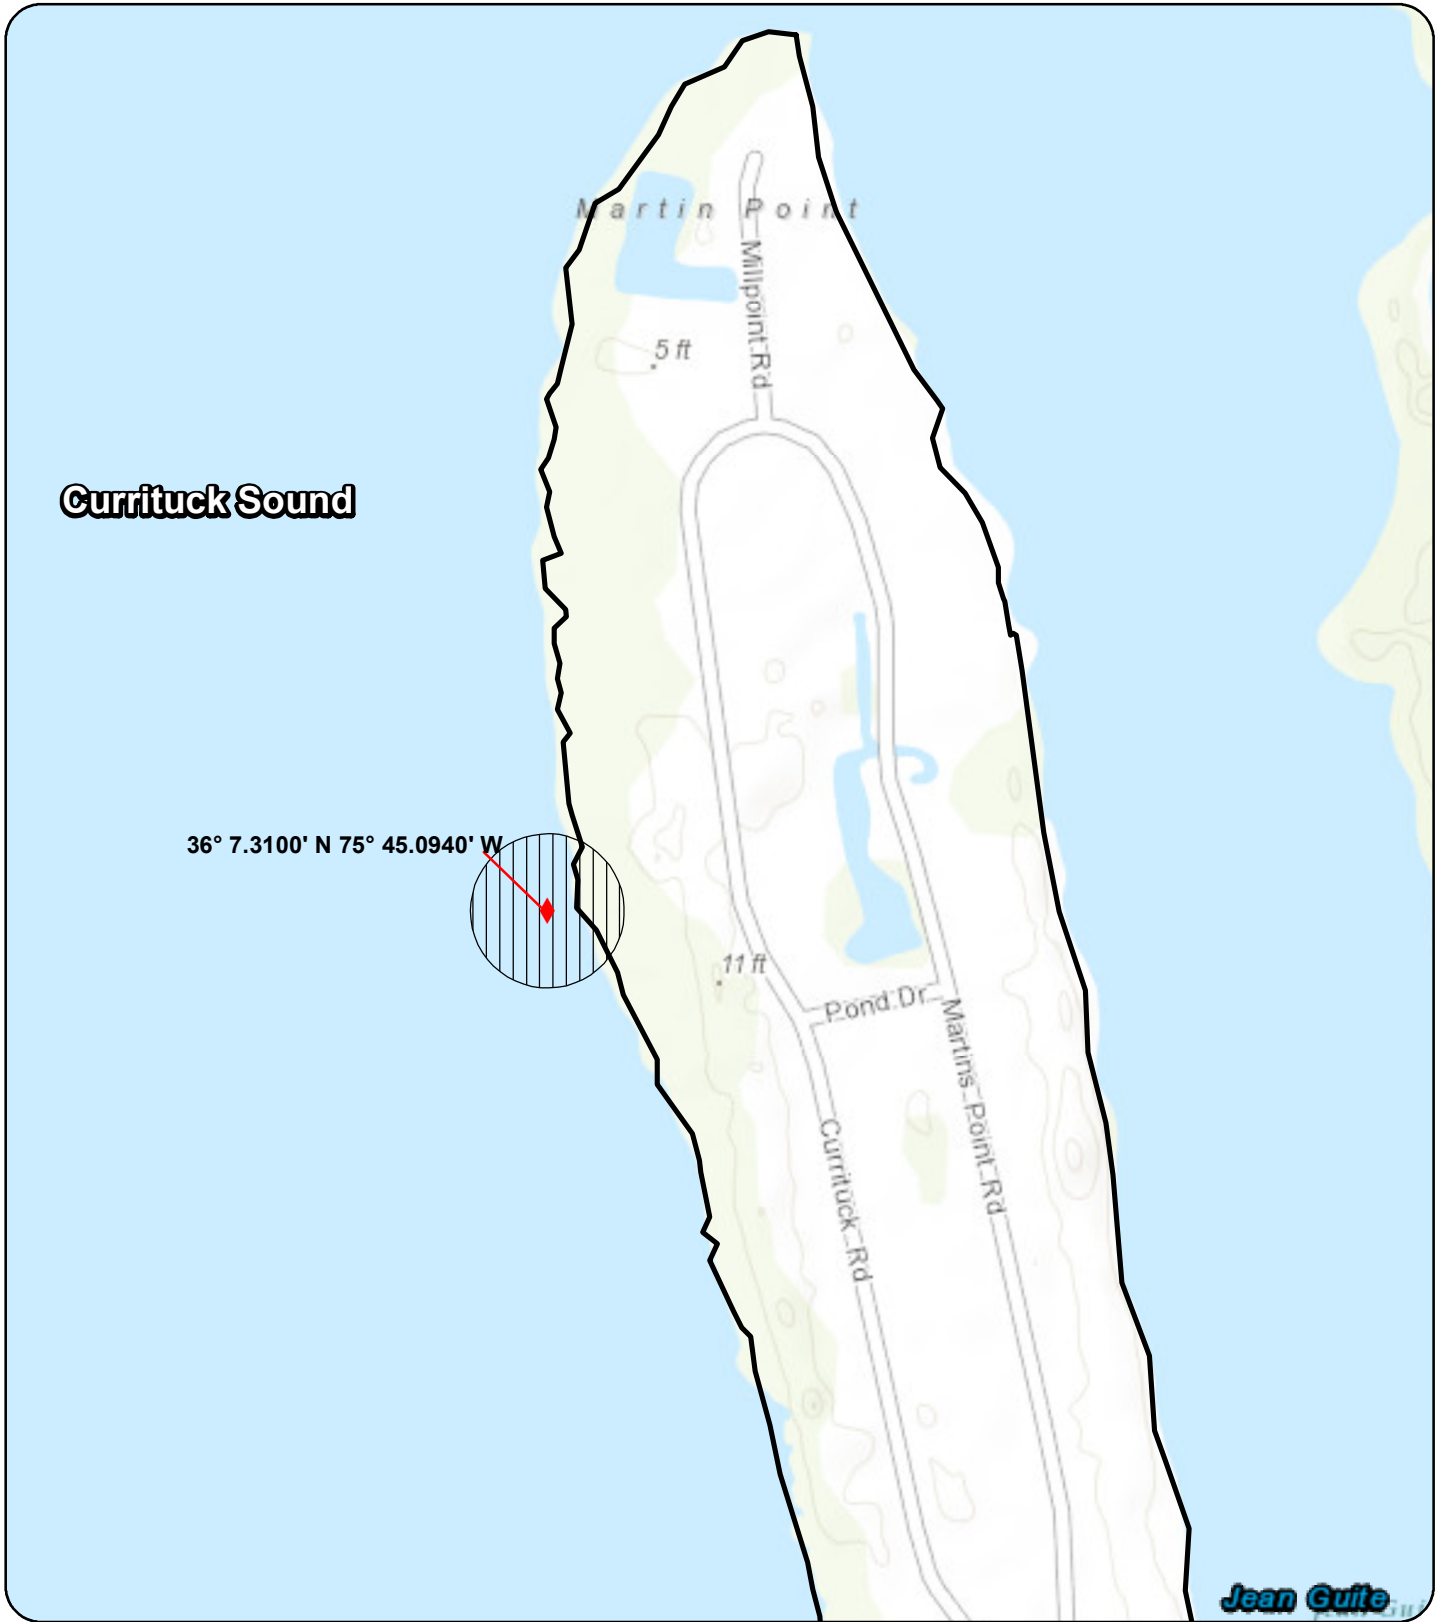 Martin Point
Millpoint Rd
5 ft
Currituck Sound
36° 7.3100' N 75° 45.0940' W
11 ft
Pond Dr
Martins Point Rd
Currituck Rd
Jean Guite